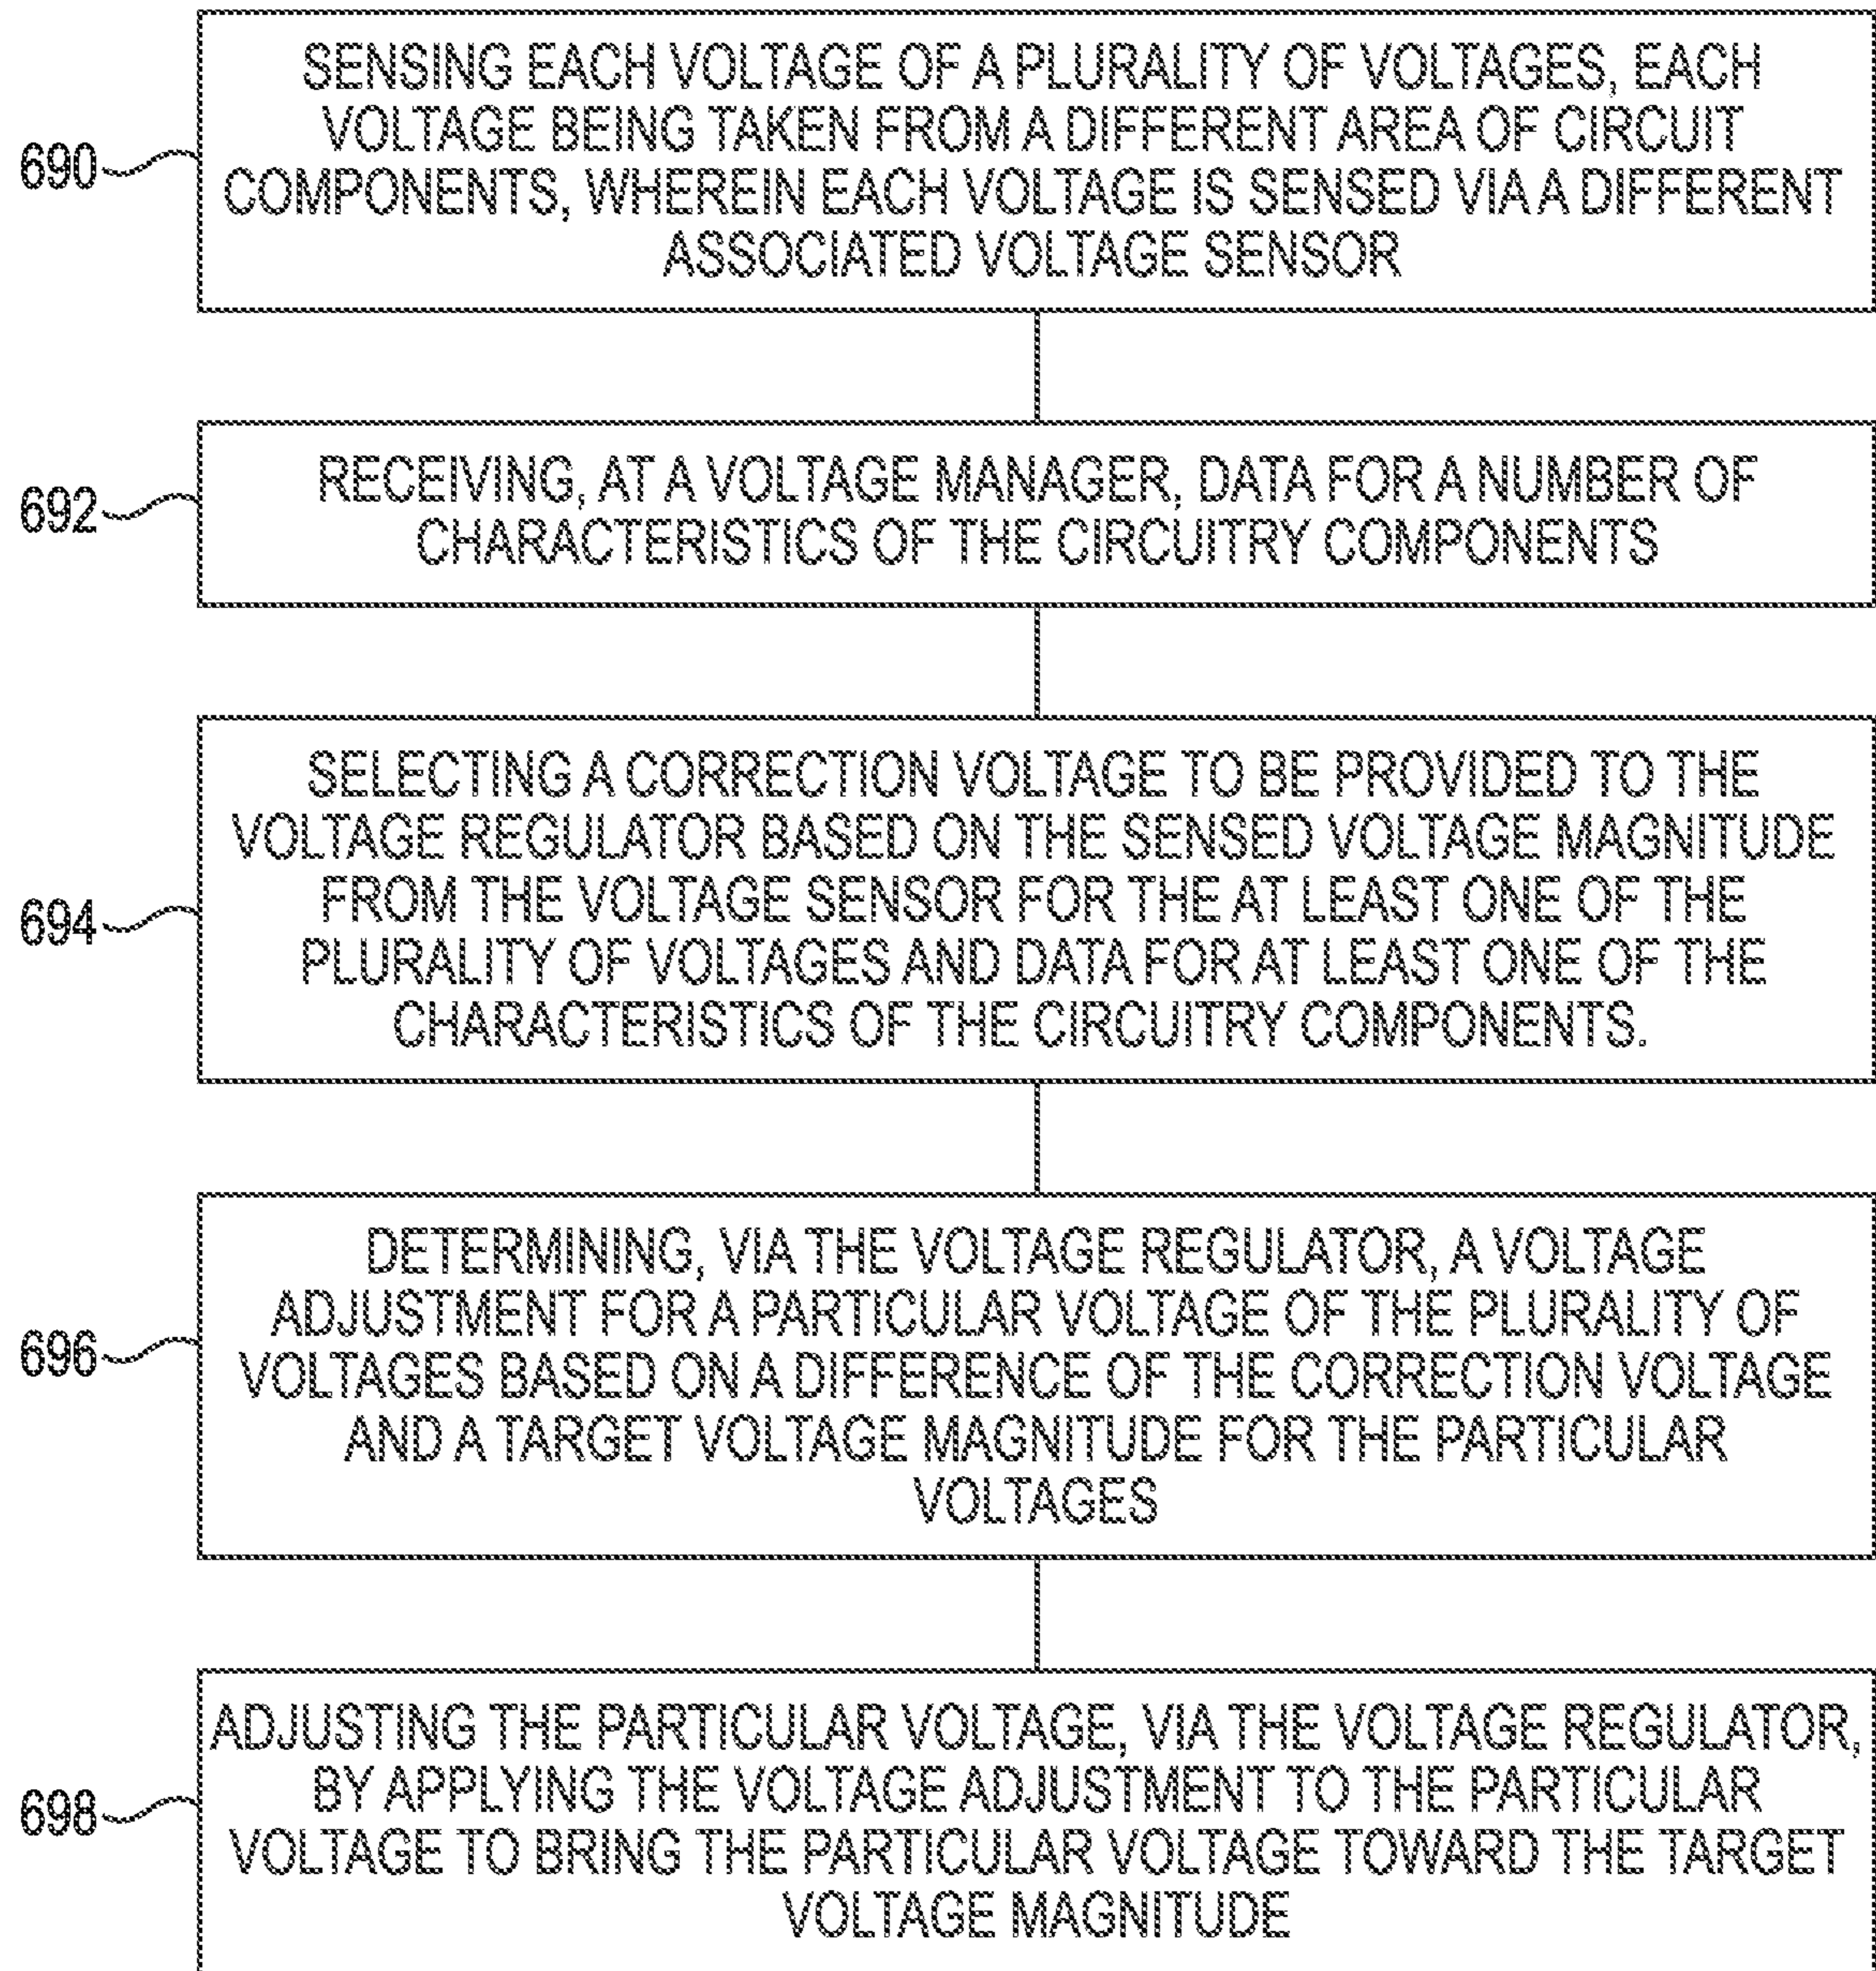 SENSING EACH VOLTAGE OF A PLURALITY OF VOLTAGES, EACH
VOLTAGE BEING TAKEN FROM A DIFFERENT AREA OF CIRCUIT
690
COMPONENTS, WHEREIN EACH VOLTAGE IS SENSED VIA A DIFFERENT
ASSOCIATED VOLTAGE SENSOR
RECEIVING, AT A VOLTAGE MANAGER, DATA FOR A NUMBER OF
692
CHARACTERISTICS OF THE CIRCUITRY COMPONENTS
SELECTING A CORRECTION VOLTAGE TO BE PROVIDED TO THE
VOLTAGE REGULATOR BASED ON THE SENSED VOLTAGE MAGNITUDE
FROM THE VOLTAGE SENSOR FOR THE AT LEAST ONE OF THE
694
PLURALITY OF VOLTAGES AND DATA FOR AT LEAST ONE OF THE
CHARACTERISTICS OF THE CIRCUITRY COMPONENTS.
DETERMINING, VIA THE VOLTAGE REGULATOR, A VOLTAGE
ADJUSTMENT FOR A PARTICULAR VOLTAGE OF THE PLURALITY OF
696
VOLTAGES BASED ON A DIFFERENCE OF THE CORRECTION VOLTAGE
AND A TARGET VOLTAGE MAGNITUDE FOR THE PARTICULAR
VOLTAGES
ADJUSTING THE PARTICULAR VOLTAGE, VIA THE VOLTAGE REGULATOR,
BY APPLYING THE VOLTAGE ADJUSTMENT TO THE PARTICULAR
698
VOLTAGE TO BRING THE PARTICULAR VOLTAGE TOWARD THE TARGET
VOLTAGE MAGNITUDE